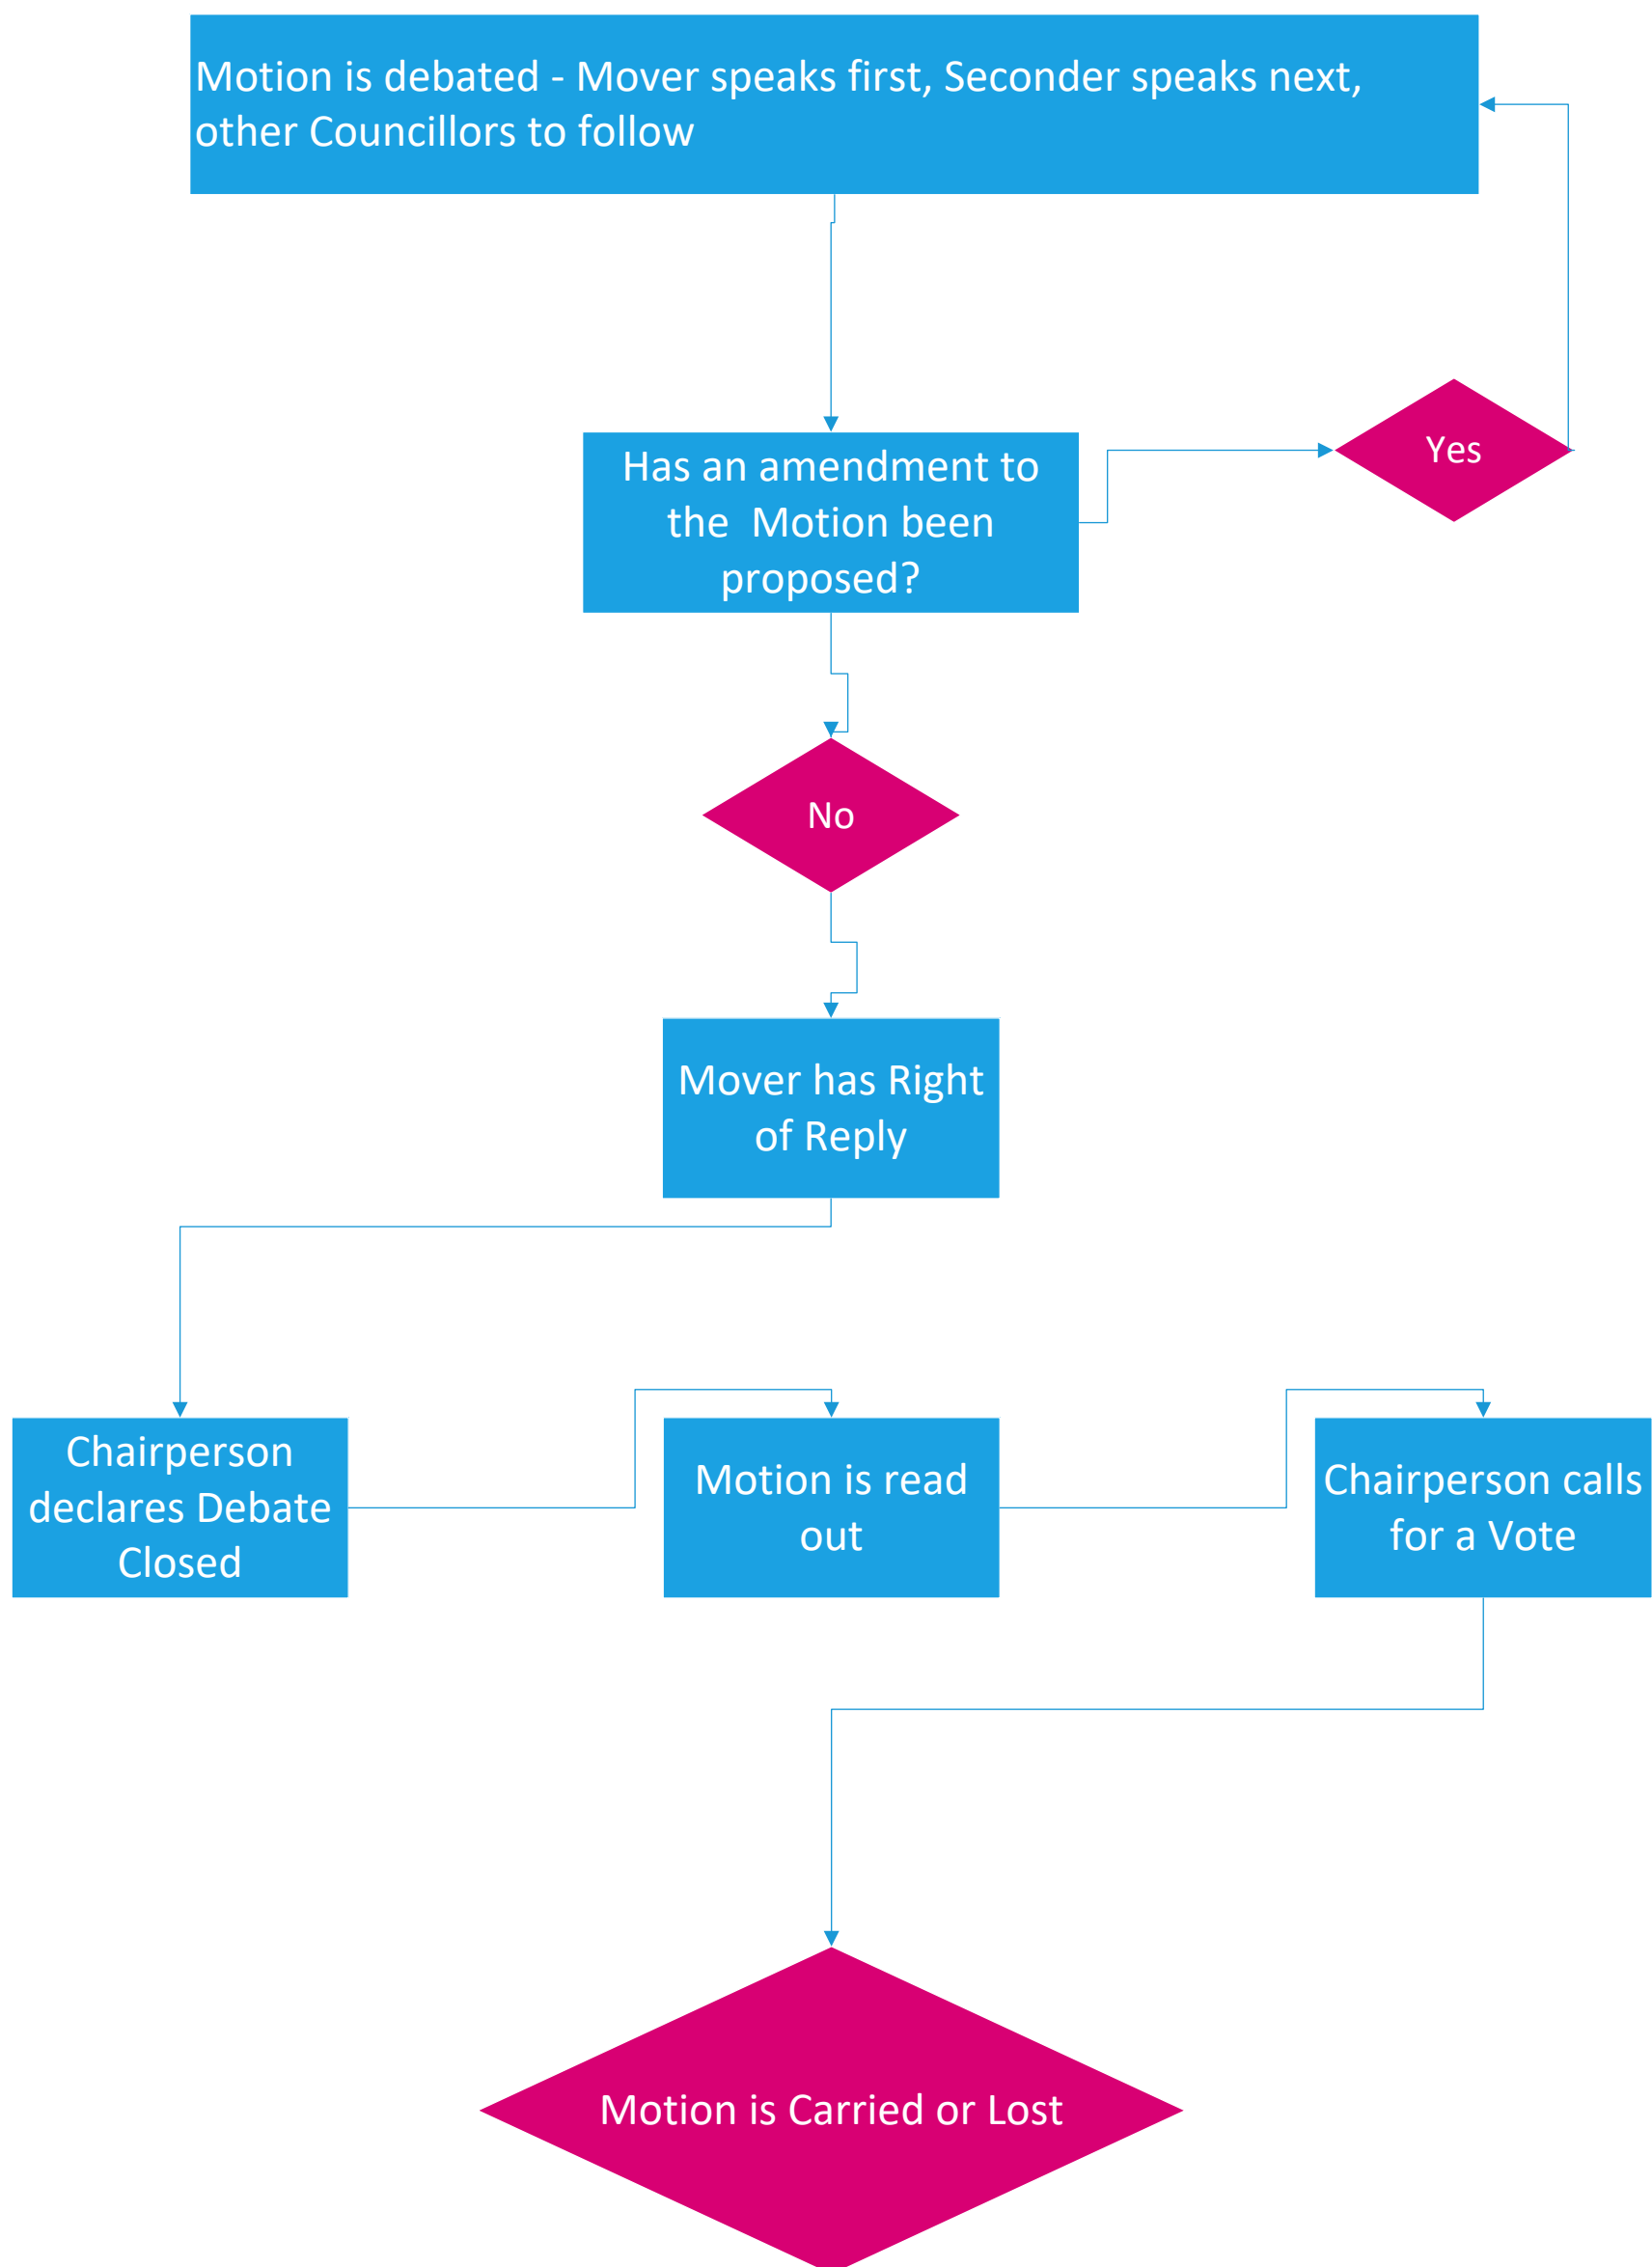 Motion is debated - Mover speaks first, Seconder speaks next,
other Councillors to follow
Yes
Has an amendment to
the  Motion been
proposed?
No
Mover has Right
of Reply
Chairperson
declares Debate
Closed
Motion is read
out
Chairperson calls
for a Vote
Motion is Carried or Lost